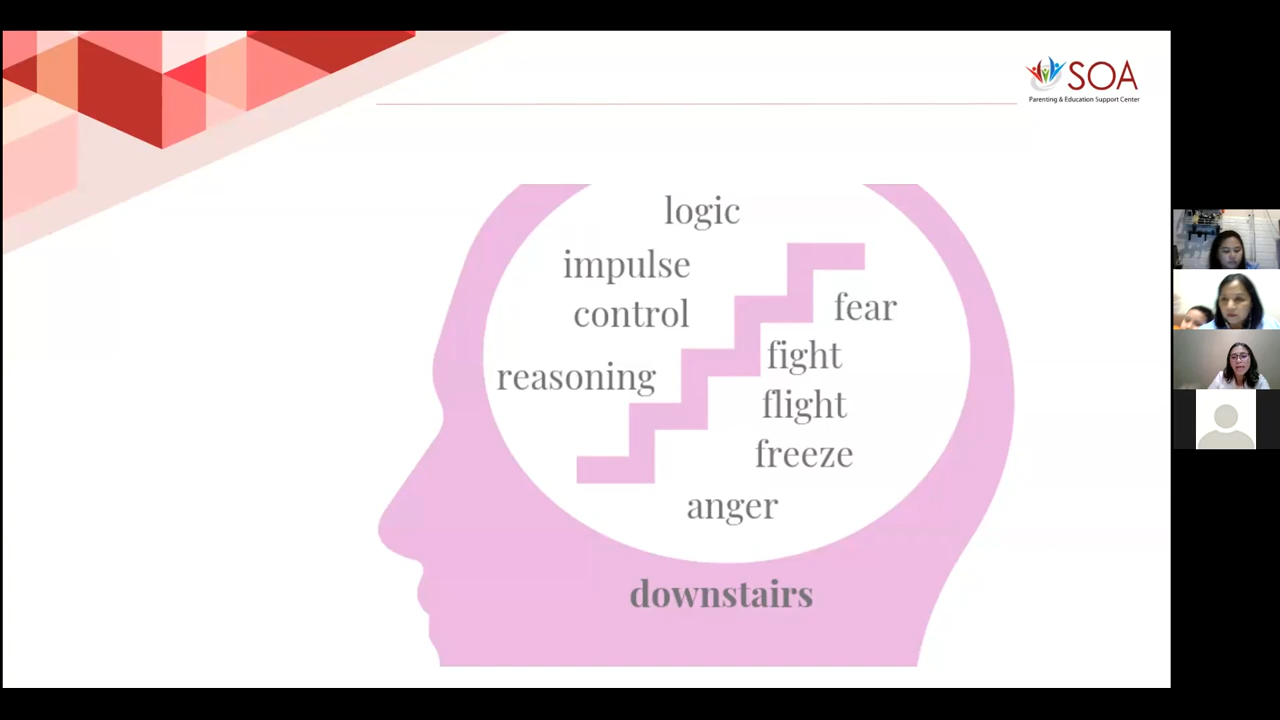 SOA
Parenting & Education Support Center
logic
impulse
control
reasoning
fear
fight
flight
freeze
anger
downstairs